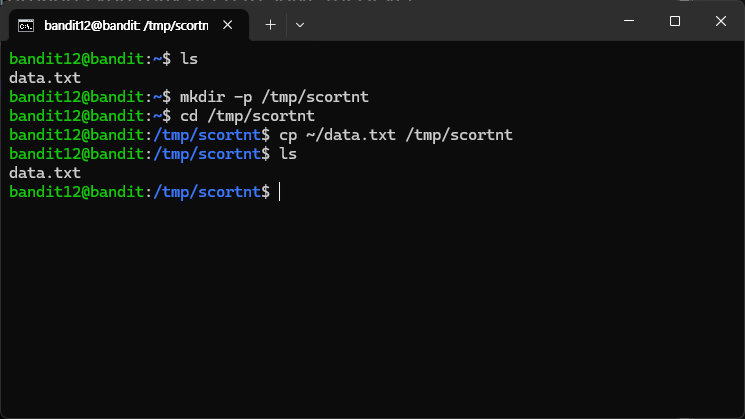 bandit12@bandit: /tmp/scortn
bandit12@bandit:~$ ls
data.txt
bandit12@bandit:~$ mkdir -p /tmp/scortnt
bandit12@bandit:~$ cd /tmp/scortnt
bandit12@bandit:/tmp/scortnt$ cp ~/data.txt /tmp/scortnt
bandit12@bandit:/tmp/scortnt$ ls
data.txt
bandit12@bandit:/tmp/scortnt$